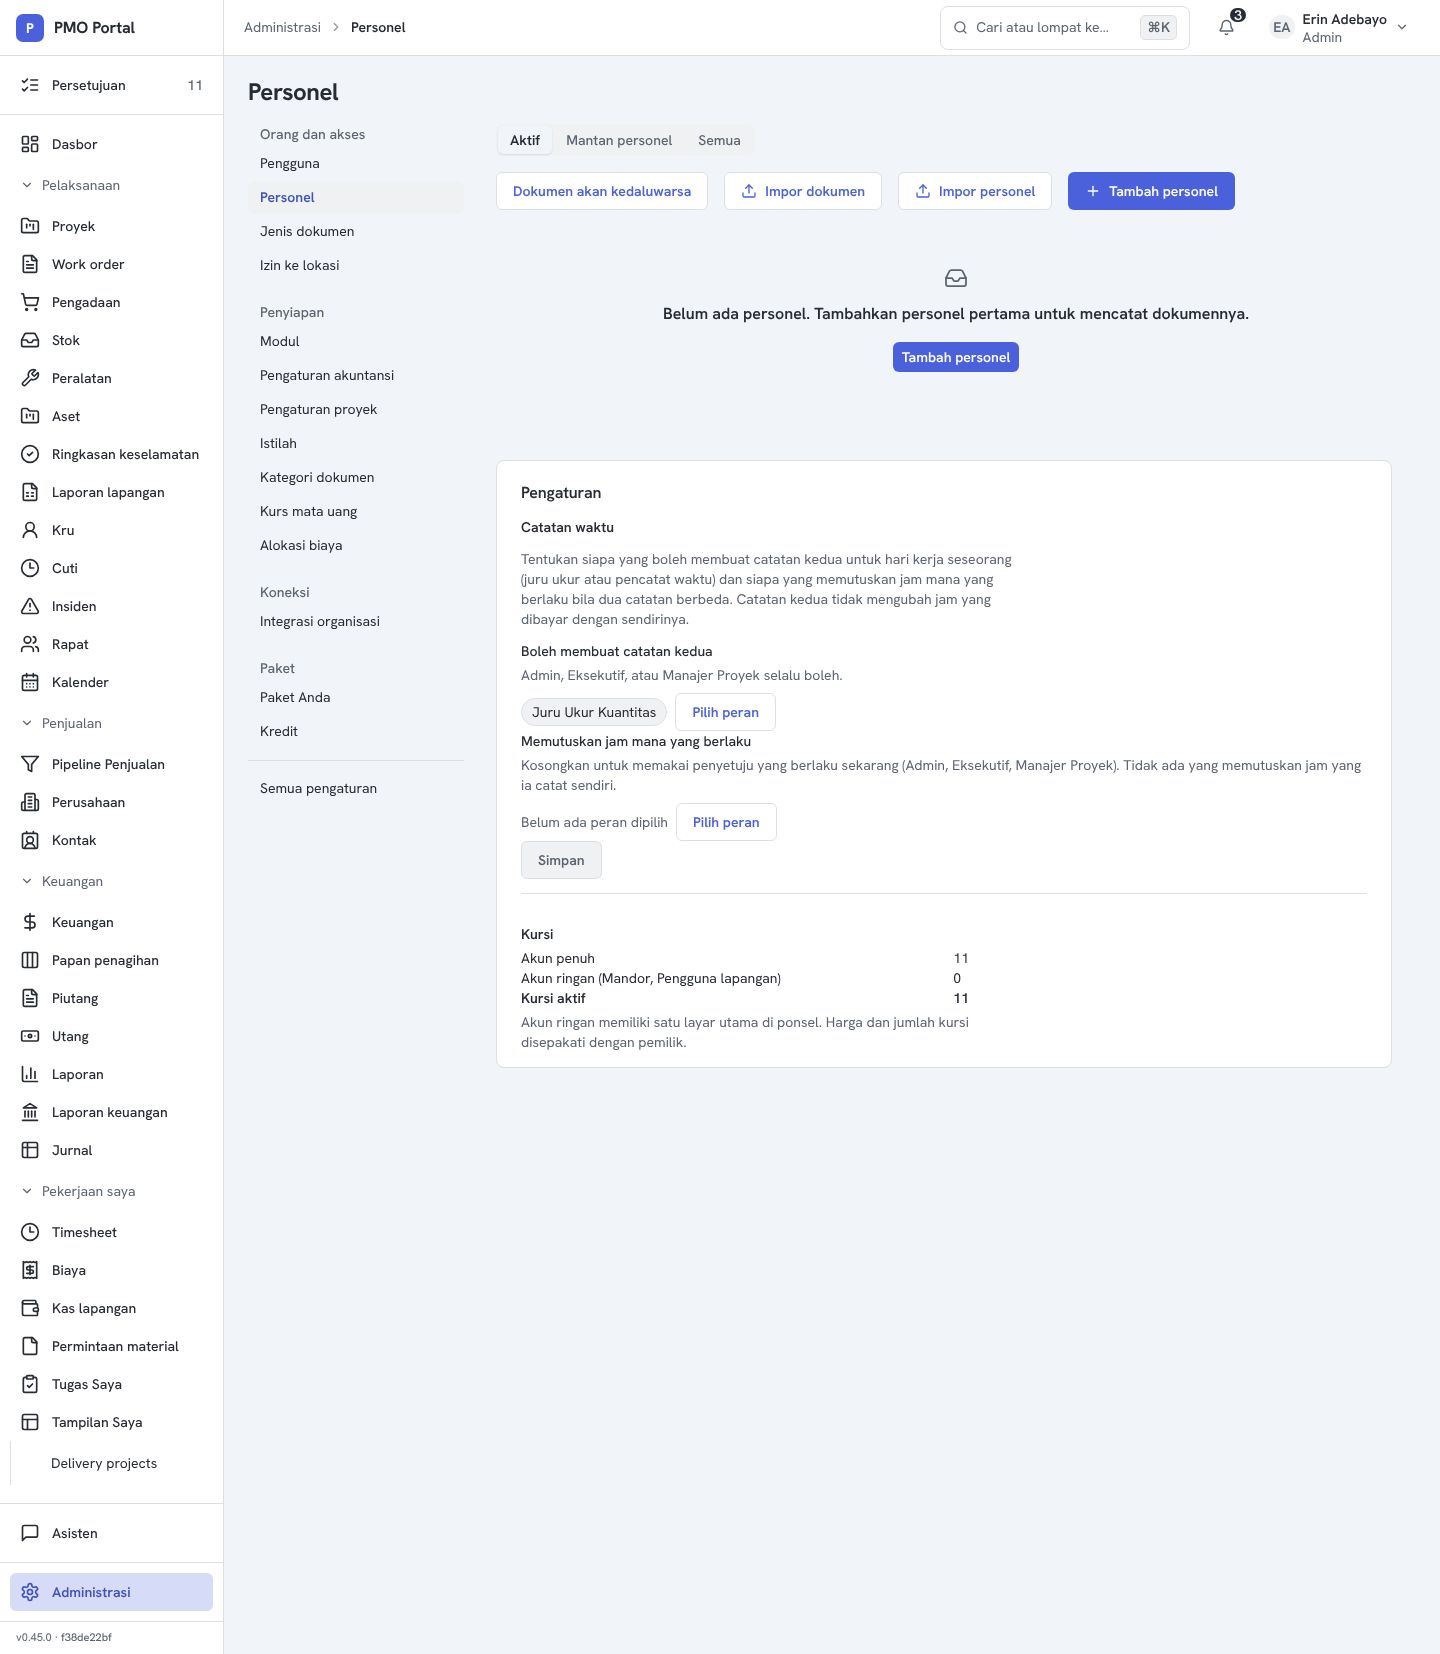 P PMO Portal
Administrasi > Personel
Cari atau lompat ke... ⌘K
3
EA
Erin Adebayo
Admin
Persetujuan 11
Dasbor
Pelaksanaan
Proyek
Work order
Pengadaan
Stok
Peralatan
Aset
Ringkasan keselamatan
Laporan lapangan
Kru
Cuti
Insiden
Rapat
Kalender
Penjualan
Pipeline Penjualan
Perusahaan
Kontak
Keuangan
Keuangan
Papan penagihan
Piutang
Utang
Laporan
Laporan keuangan
Jurnal
Pekerjaan saya
Timesheet
Biaya
Kas lapangan
Permintaan material
Tugas Saya
Tampilan Saya
Delivery projects
Asisten
Administrasi
v0.45.0 · f38de22bf
Personel
Orang dan akses
Pengguna
Personel
Jenis dokumen
Izin ke lokasi
Penyiapan
Modul
Pengaturan akuntansi
Pengaturan proyek
Istilah
Kategori dokumen
Kurs mata uang
Alokasi biaya
Koneksi
Integrasi organisasi
Paket
Paket Anda
Kredit
Semua pengaturan
Aktif Mantan personel Semua
Dokumen akan kedaluwarsa Impor dokumen Impor personel + Tambah personel
Belum ada personel. Tambahkan personel pertama untuk mencatat dokumennya.
Tambah personel
Pengaturan
Catatan waktu
Tentukan siapa yang boleh membuat catatan kedua untuk hari kerja seseorang
(juru ukur atau pencatat waktu) dan siapa yang memutuskan jam mana yang
berlaku bila dua catatan berbeda. Catatan kedua tidak mengubah jam yang
dibayar dengan sendirinya.
Boleh membuat catatan kedua
Admin, Eksekutif, atau Manajer Proyek selalu boleh.
Juru Ukur Kuantitas Pilih peran
Memutuskan jam mana yang berlaku
Kosongkan untuk memakai penyetuju yang berlaku sekarang (Admin, Eksekutif, Manajer Proyek). Tidak ada yang memutuskan jam yang
ia catat sendiri.
Belum ada peran dipilih Pilih peran
Simpan
Kursi
Akun penuh 11
Akun ringan (Mandor, Pengguna lapangan) 0
Kursi aktif 11
Akun ringan memiliki satu layar utama di ponsel. Harga dan jumlah kursi
disepakati dengan pemilik.